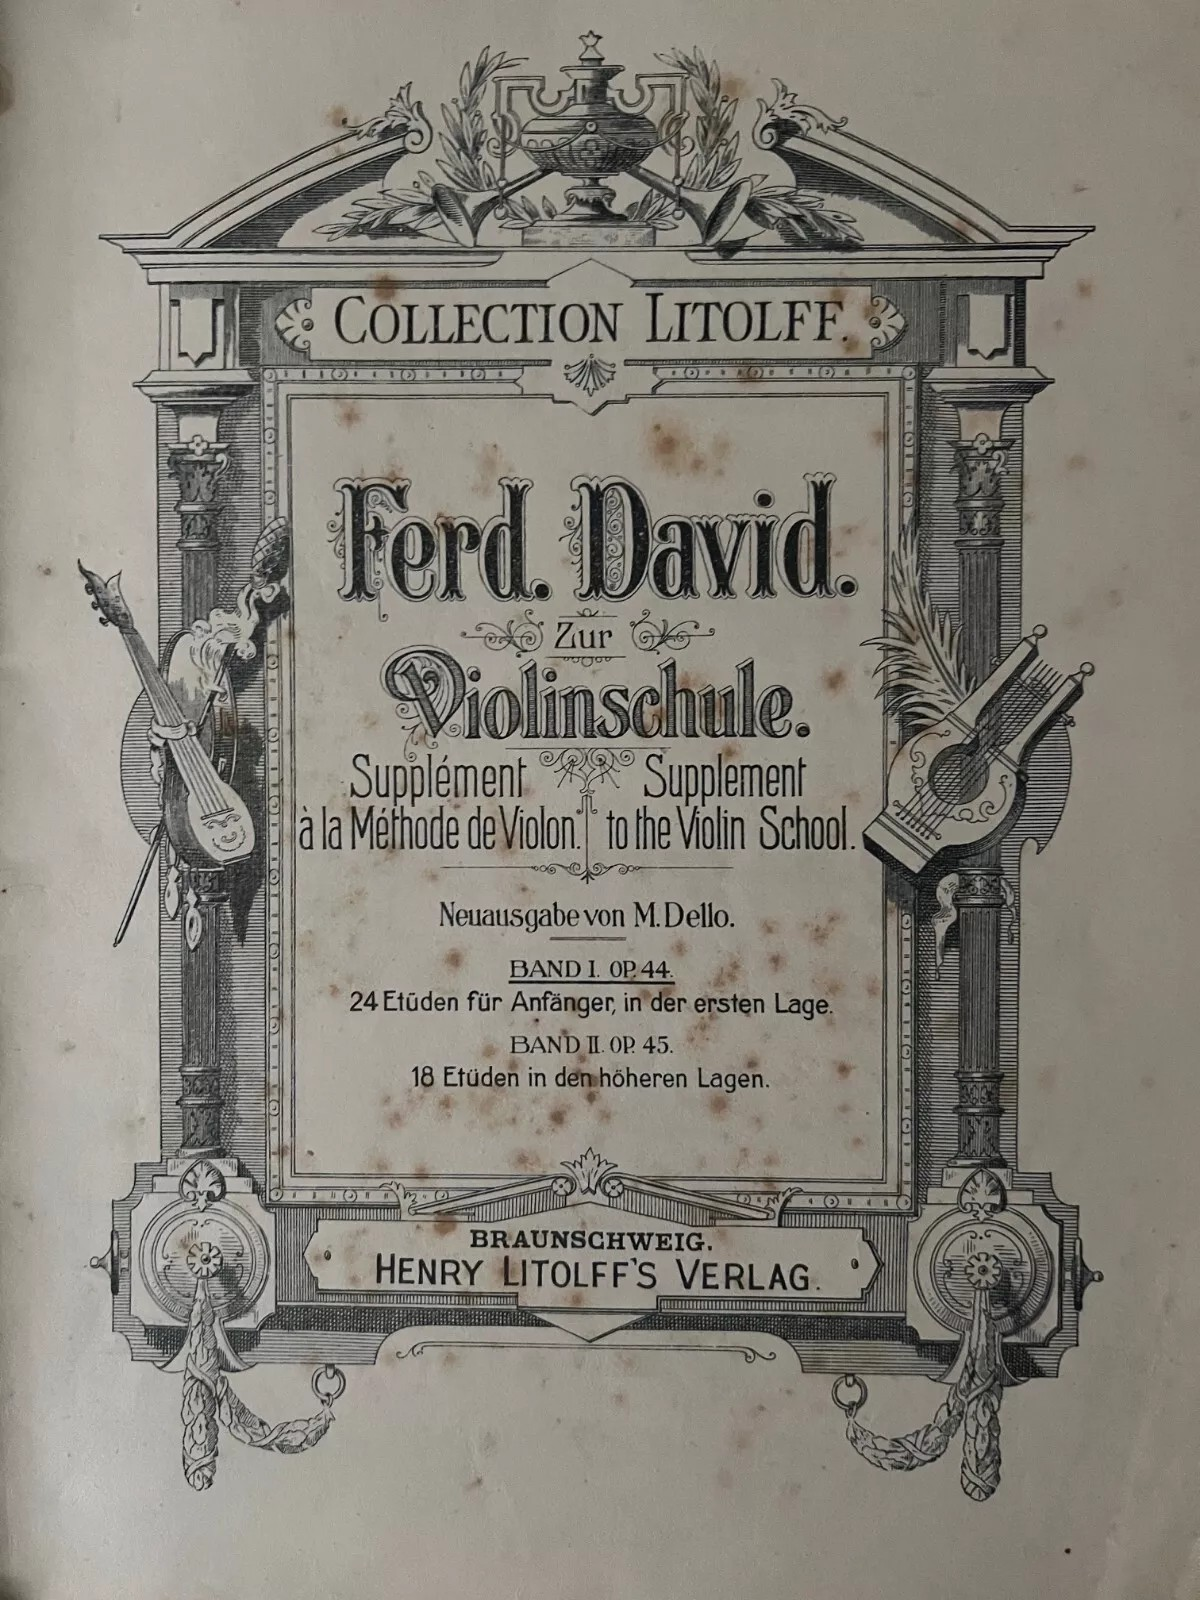 COLLECTION LITOLFF.
Ferd. David.
Zur
Violinschule.
Supplément
à la Méthode de Violon.
Supplement
to the Violin School.
Neuausgabe von M. Dello.
BAND I. OP. 44.
24 Etüden für Anfänger, in der ersten Lage.
BAND II. OP. 45.
18 Etüden in den höheren Lagen.
BRAUNSCHWEIG.
HENRY LITOLFF'S VERLAG.